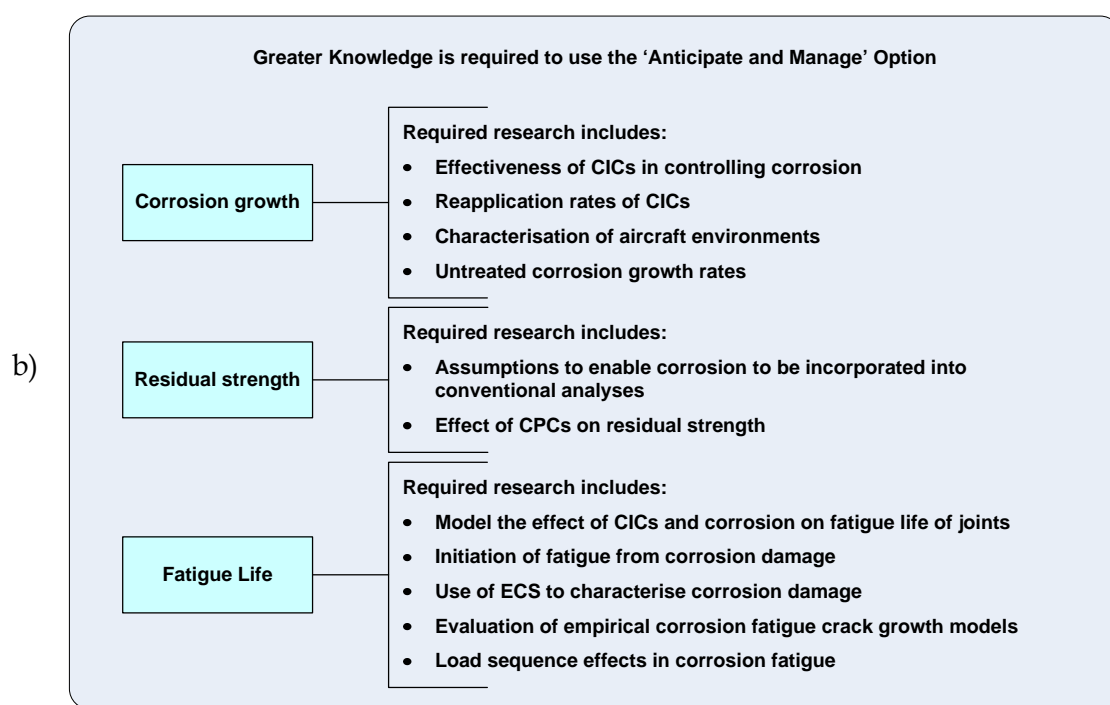 Greater Knowledge is required to use the ‘Anticipate and Manage’ Option
Corrosion growth
Required research includes:
• Effectiveness of CICs in controlling corrosion
• Reapplication rates of CICs
• Characterisation of aircraft environments
• Untreated corrosion growth rates
b)
Residual strength
Required research includes:
• Assumptions to enable corrosion to be incorporated into
conventional analyses
• Effect of CPCs on residual strength
Fatigue Life
Required research includes:
• Model the effect of CICs and corrosion on fatigue life of joints
• Initiation of fatigue from corrosion damage
• Use of ECS to characterise corrosion damage
• Evaluation of empirical corrosion fatigue crack growth models
• Load sequence effects in corrosion fatigue